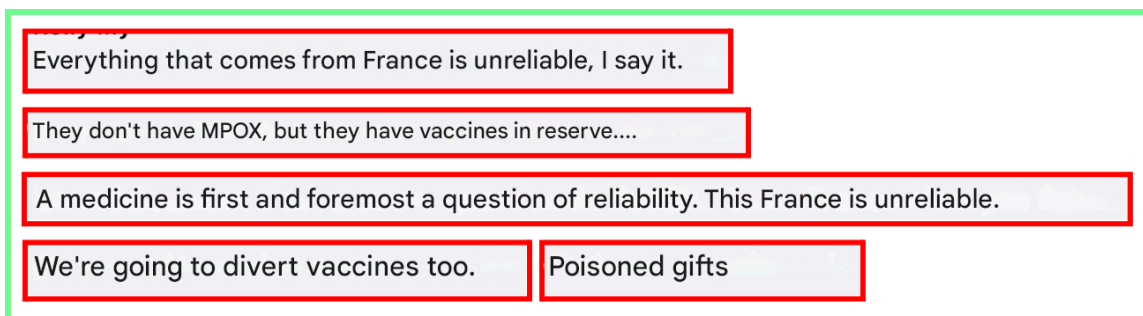 Everything that comes from France is unreliable, I say it.
They don't have MPOX, but they have vaccines in reserve....
A medicine is first and foremost a question of reliability. This France is unreliable.
We're going to divert vaccines too.
Poisoned gifts